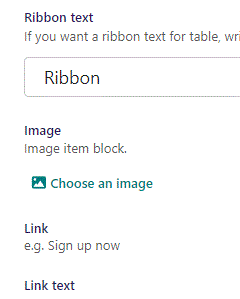 Ribbon text
If you want a ribbon text for table, wri
Ribbon
Image
Image item block.
Choose an image
Link
e.g. Sign up now
Link text